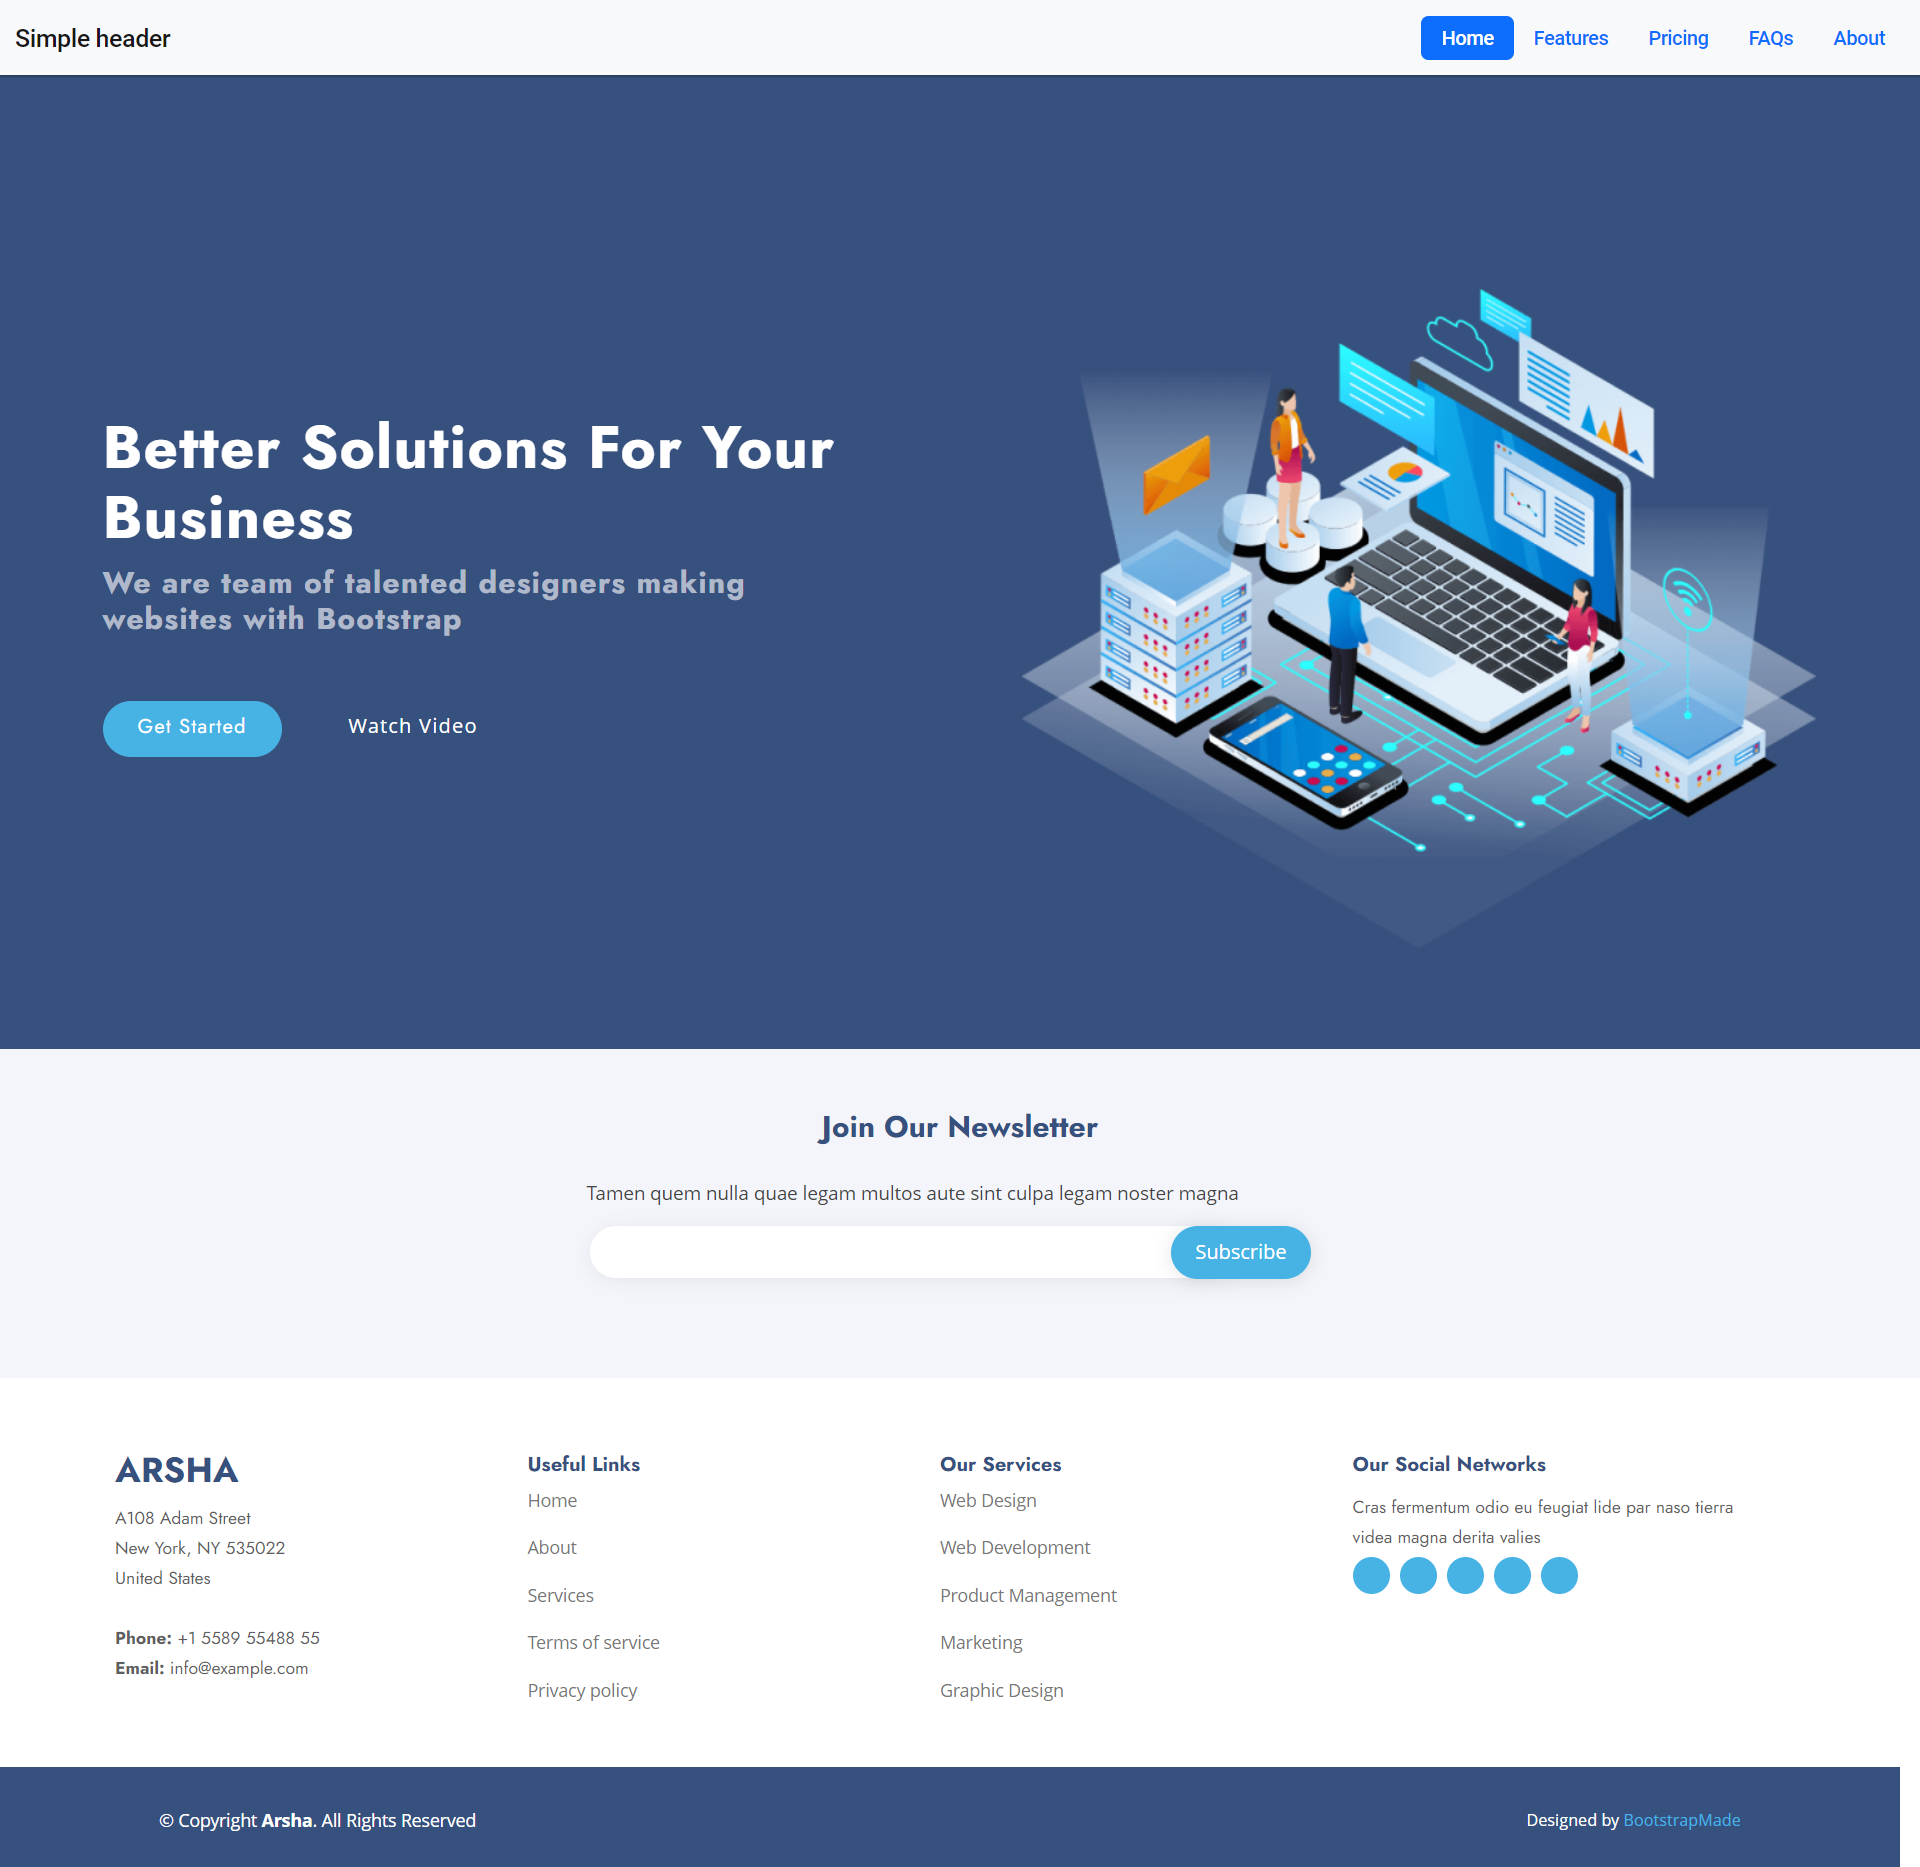 Simple header
Home Features Pricing FAQs About
Better Solutions For Your
Business
We are team of talented designers making
websites with Bootstrap
Get Started
Watch Video
Join Our Newsletter
Tamen quem nulla quae legam multos aute sint culpa legam noster magna
Subscribe
ARSHA
A108 Adam Street
New York, NY 535022
United States
Phone: +1 5589 55488 55
Email: info@example.com
Useful Links
Home
About
Services
Terms of service
Privacy policy
Our Services
Web Design
Web Development
Product Management
Marketing
Graphic Design
Our Social Networks
Cras fermentum odio eu feugiat lide par naso tierra
videa magna derita valies
© Copyright Arsha. All Rights Reserved
Designed by BootstrapMade